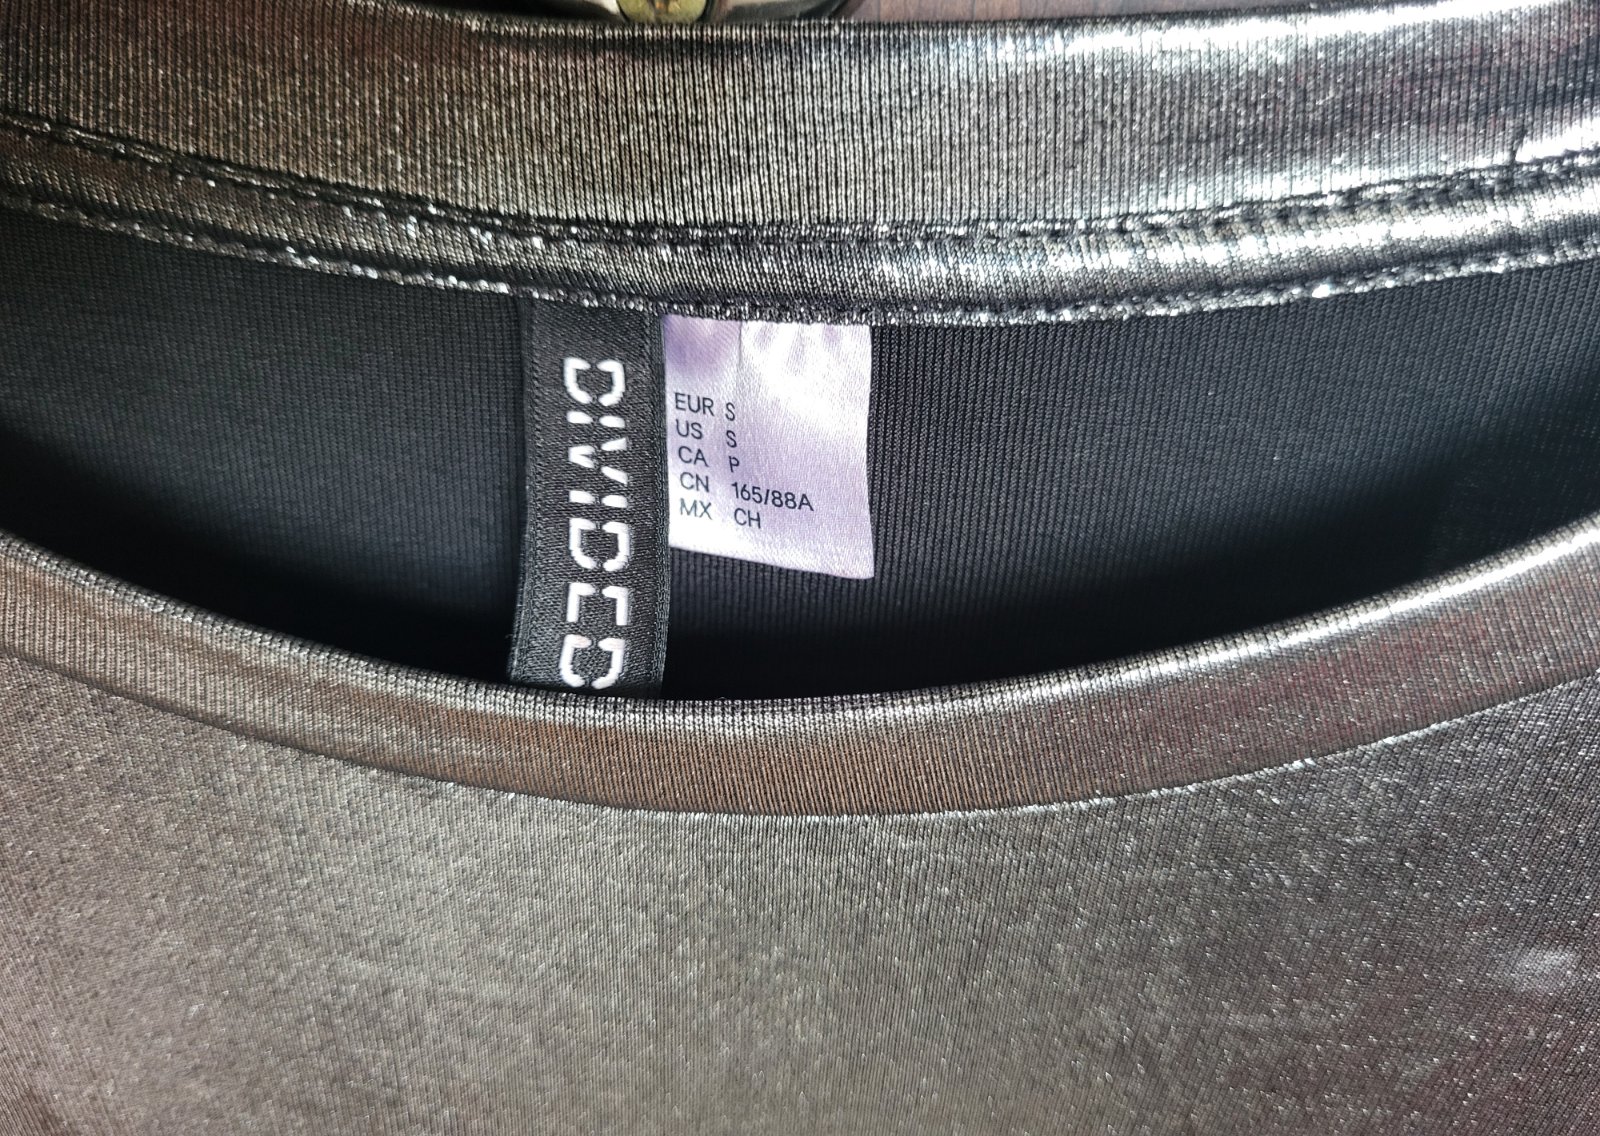 DIVIDED
EUR S
US S
CA P
CN 165/88A
MX CH